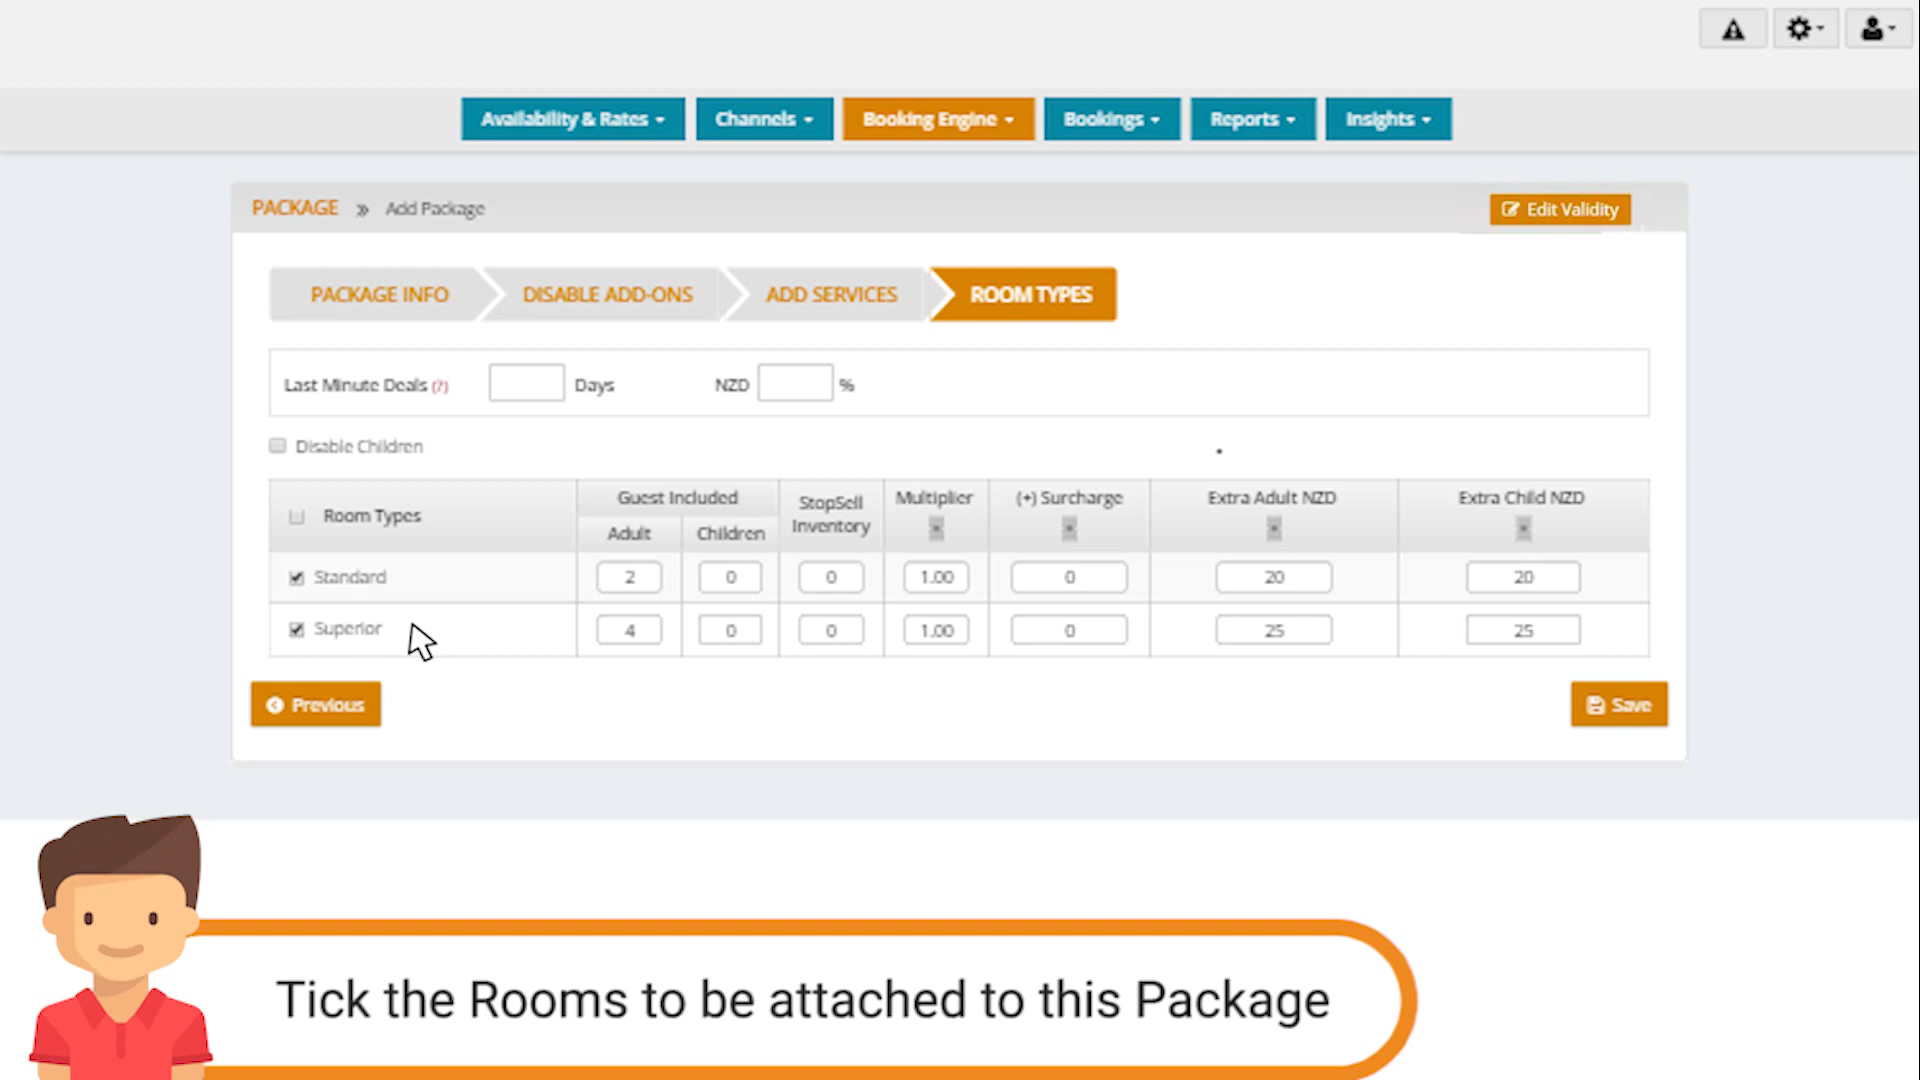 Availability & Rates Channels Booking Engine Bookings Reports Insights
PACKAGE » Add Package Edit Validity
PACKAGE INFO DISABLE ADD-ONS ADD SERVICES ROOM TYPES
Last Minute Deals (?) Days NZD %
Disable Children
Room Types Guest Included Adult Children StopSell Inventory Multiplier (+) Surcharge Extra Adult NZD Extra Child NZD
Standard 2 0 0 1.00 0 20 20
Superior 4 0 0 1.00 0 25 25
Previous Save
Tick the Rooms to be attached to this Package